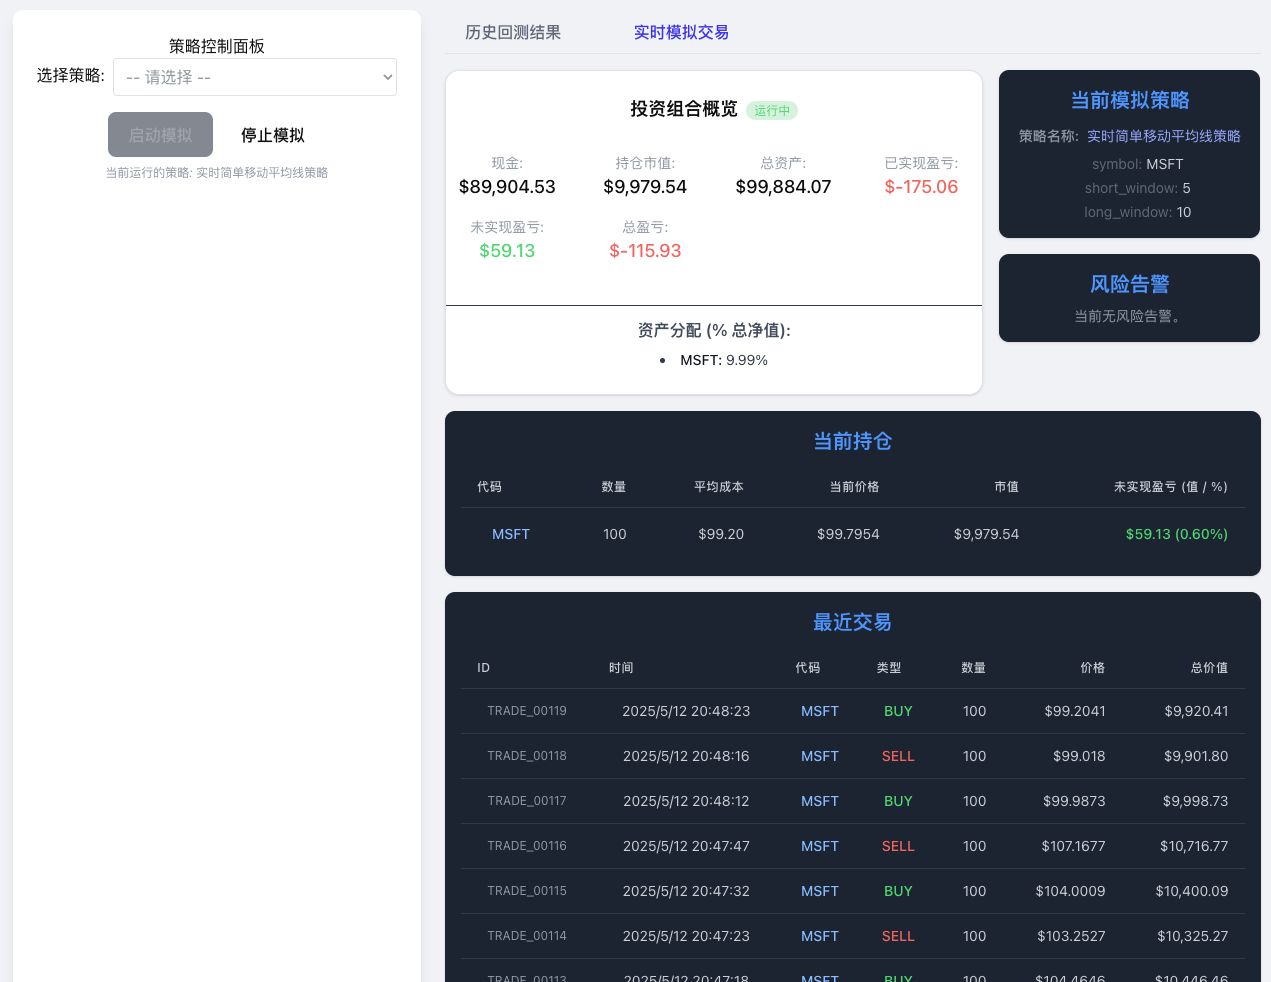 策略控制面板
选择策略: -- 请选择 --
启动模拟 停止模拟
当前运行的策略: 实时简单移动平均线策略
历史回测结果 实时模拟交易
投资组合概览 运行中
现金: 持仓市值: 总资产: 已实现盈亏:
$89,904.53 $9,979.54 $99,884.07 $-175.06
未实现盈亏: 总盈亏:
$59.13 $-115.93
资产分配 (% 总净值):
• MSFT: 9.99%
当前模拟策略
策略名称: 实时简单移动平均线策略
symbol: MSFT
short_window: 5
long_window: 10
风险告警
当前无风险告警。
当前持仓
代码 数量 平均成本 当前价格 市值 未实现盈亏 (值 / %)
MSFT 100 $99.20 $99.7954 $9,979.54 $59.13 (0.60%)
最近交易
ID 时间 代码 类型 数量 价格 总价值
TRADE_00119 2025/5/12 20:48:23 MSFT BUY 100 $99.2041 $9,920.41
TRADE_00118 2025/5/12 20:48:16 MSFT SELL 100 $99.018 $9,901.80
TRADE_00117 2025/5/12 20:48:12 MSFT BUY 100 $99.9873 $9,998.73
TRADE_00116 2025/5/12 20:47:47 MSFT SELL 100 $107.1677 $10,716.77
TRADE_00115 2025/5/12 20:47:32 MSFT BUY 100 $104.0009 $10,400.09
TRADE_00114 2025/5/12 20:47:23 MSFT SELL 100 $103.2527 $10,325.27
TRADE_00113 2025/5/12 20:47:18 MSFT BUY 100 $104.4646 $10,446.46